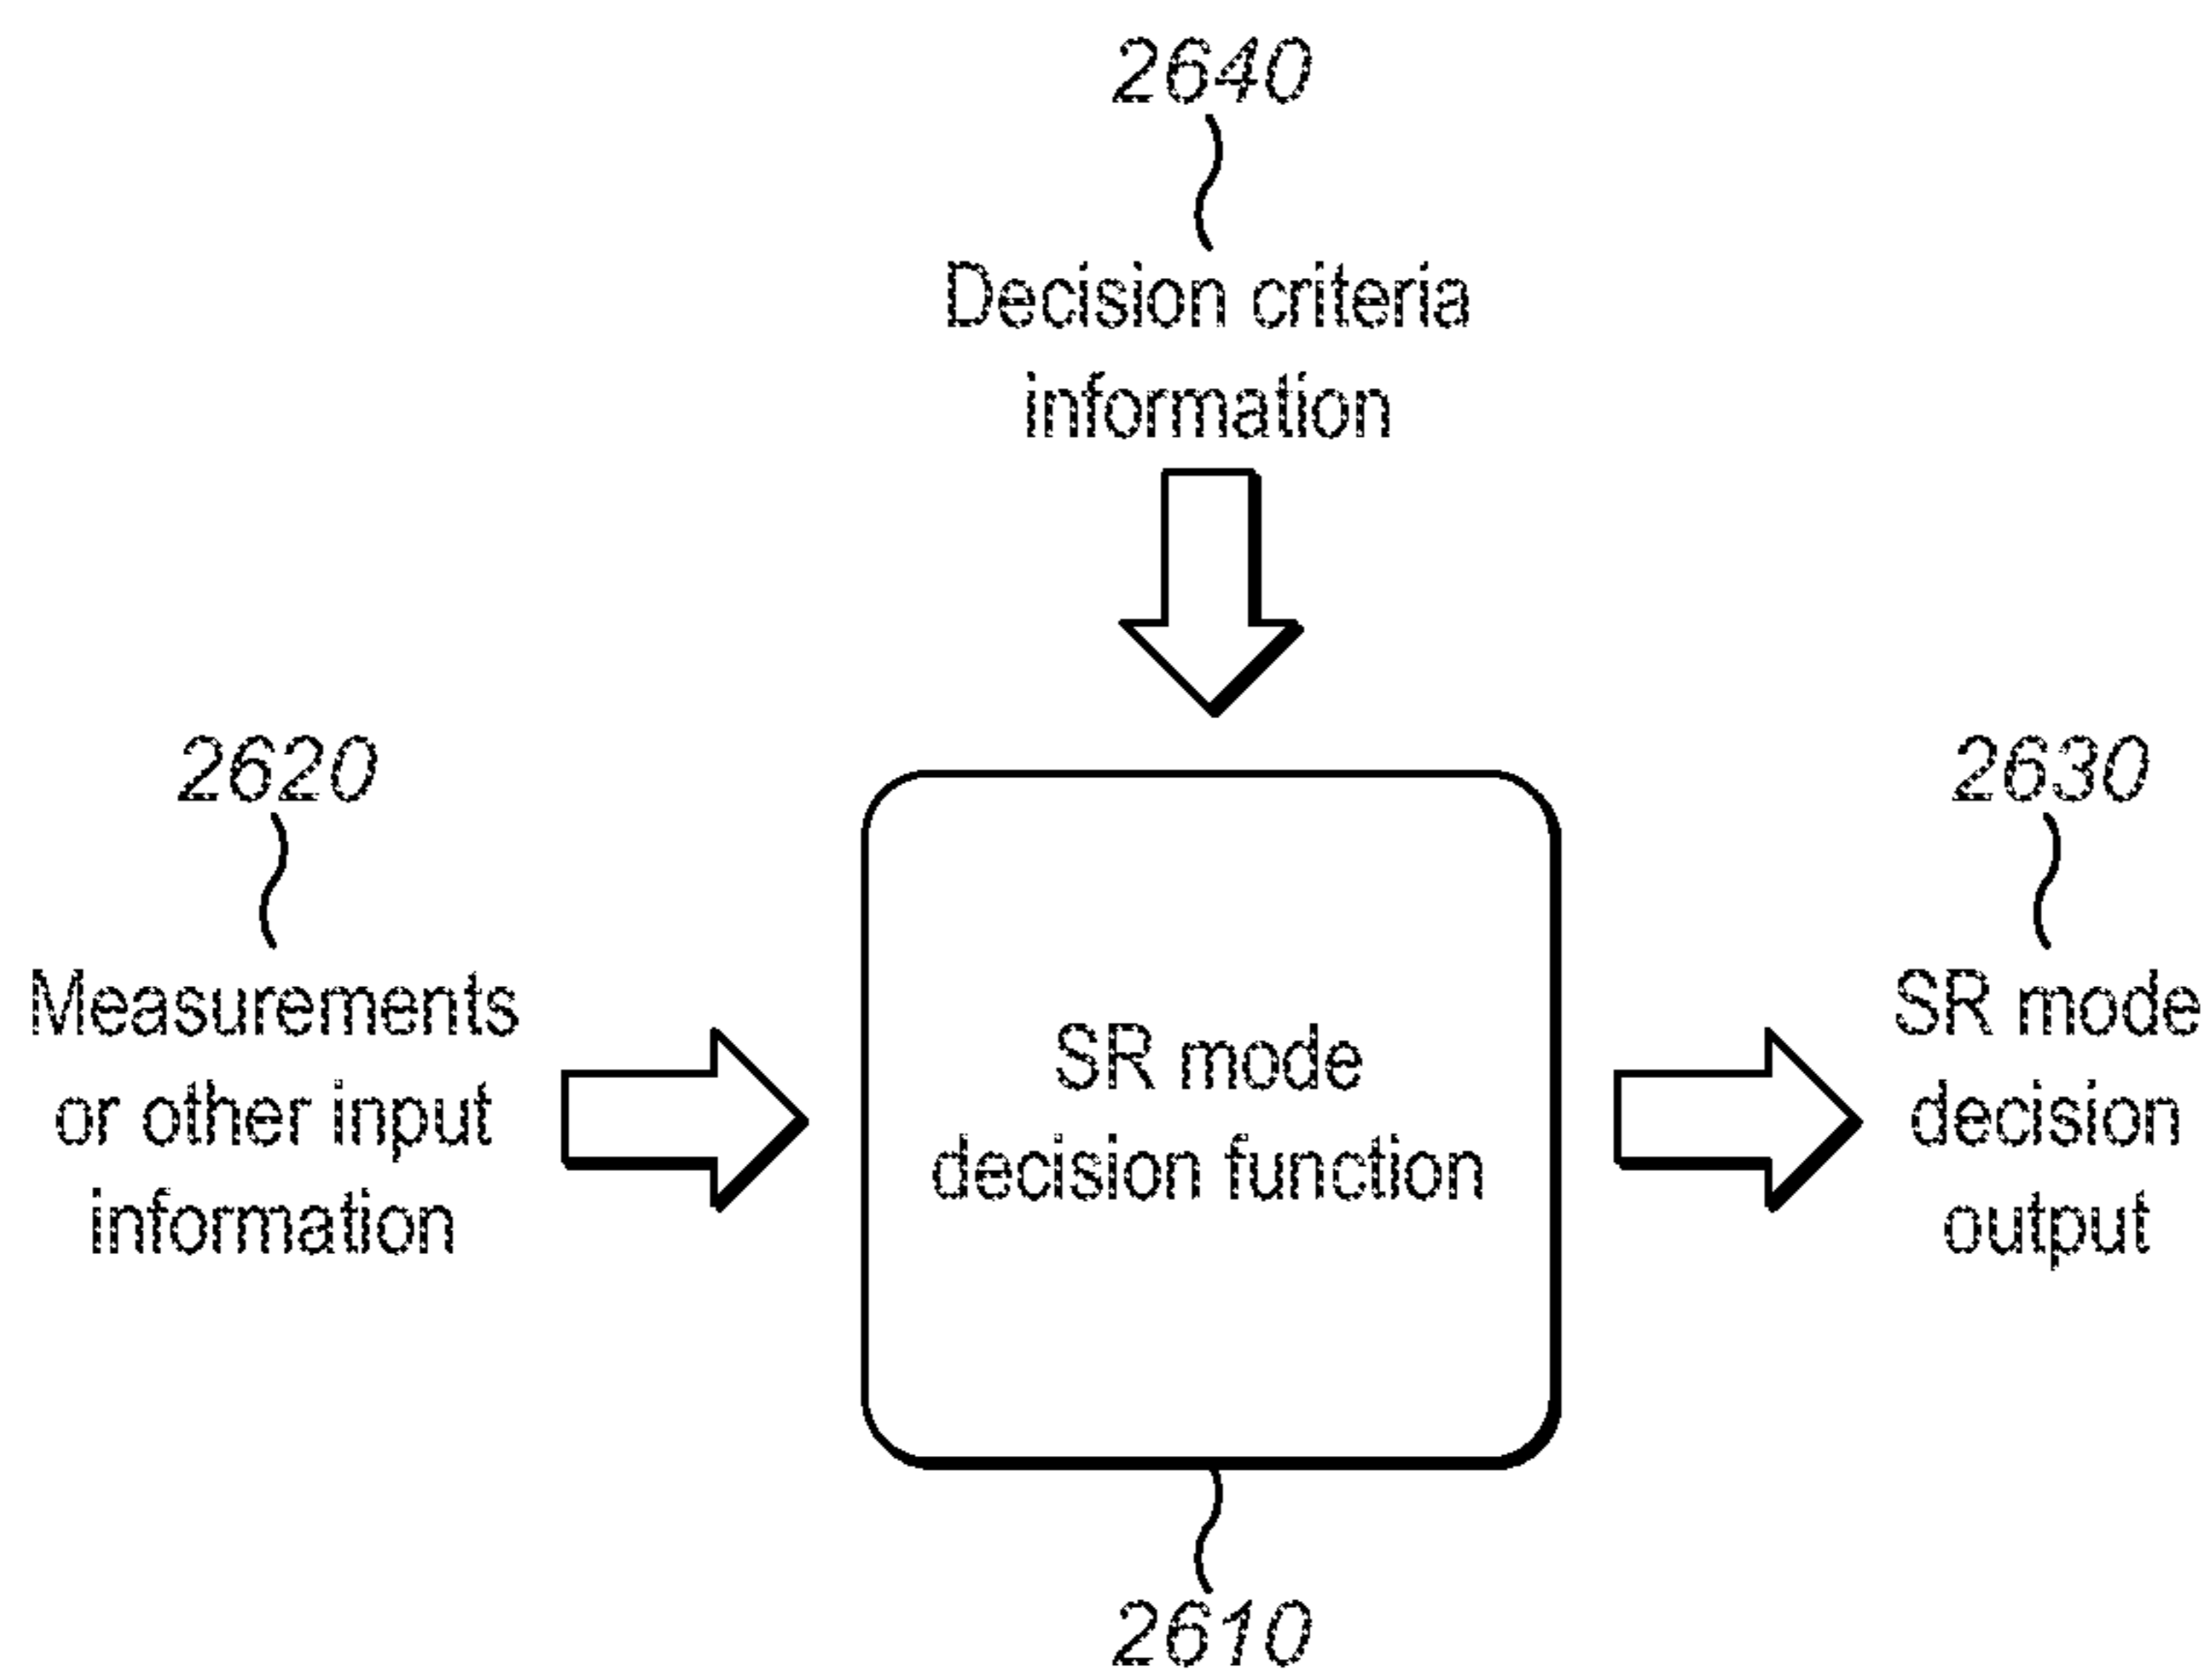 2640
Decision criteria
information
2620
Measurements
or other input
information
SR mode
decision function
2630
SR mode
decision
output
2610